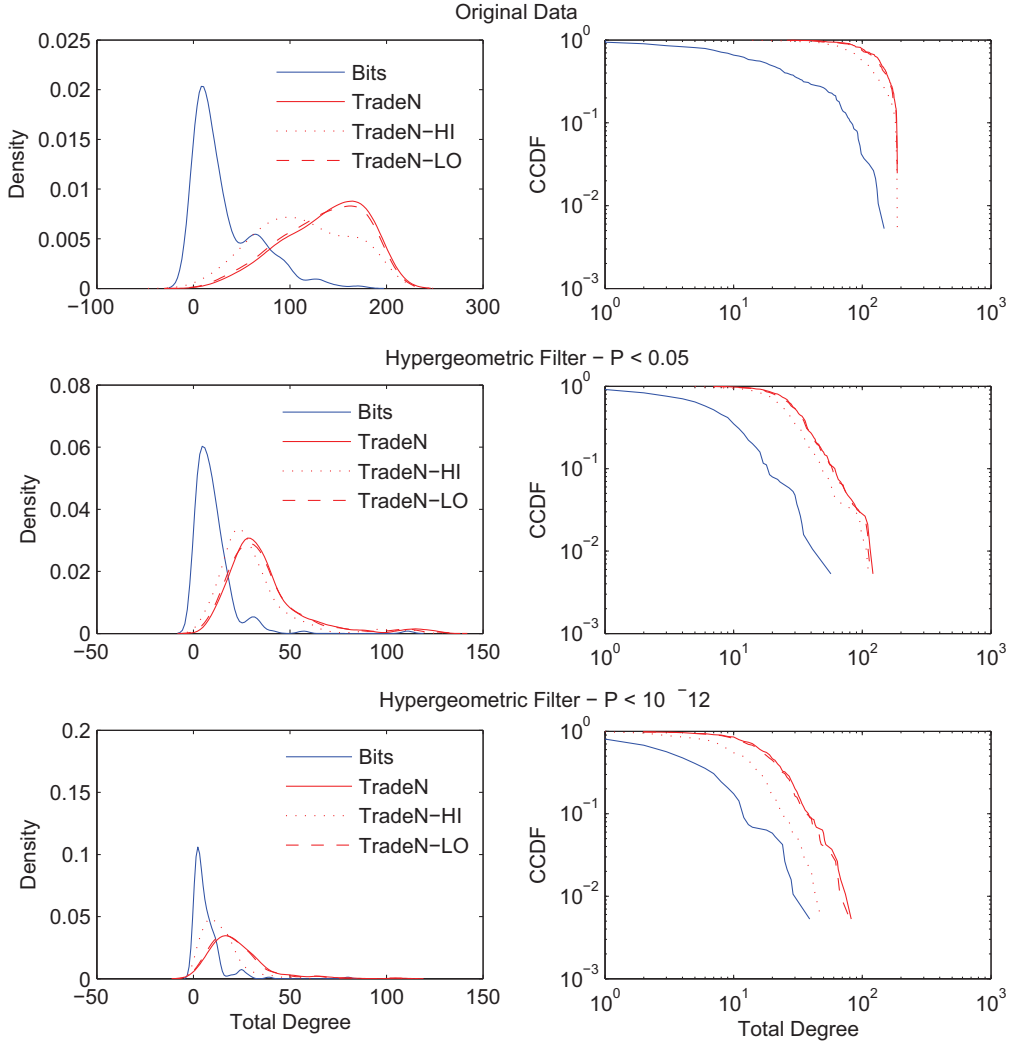 Original Data
0.025
0.02
0.015
0.01
0.005
0
−100
0
100
200
300
Density
Bits
TradeN
TradeN−HI
TradeN−LO
10^0
10^−1
10^−2
10^−3
10^0
10^1
10^2
10^3
CCDF
Hypergeometric Filter − P < 0.05
0.08
0.06
0.04
0.02
0
−50
0
50
100
150
Density
Bits
TradeN
TradeN−HI
TradeN−LO
10^0
10^−1
10^−2
10^−3
10^0
10^1
10^2
10^3
CCDF
Hypergeometric Filter − P < 10 ^−12
0.2
0.15
0.1
0.05
0
−50
0
50
100
150
Density
Total Degree
Bits
TradeN
TradeN−HI
TradeN−LO
10^0
10^−1
10^−2
10^−3
10^0
10^1
10^2
10^3
CCDF
Total Degree